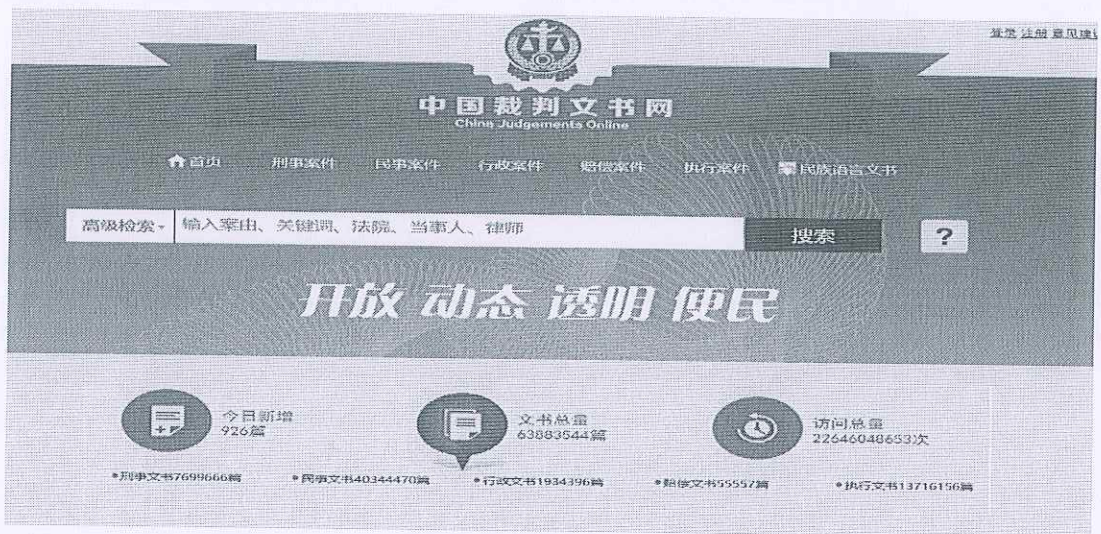 登录 注册 意见建议
中国裁判文书网
China Judgements Online
首页 刑事案件 民事案件 行政案件 赔偿案件 执行案件 民族语言文书
高级检索 输入案由、关键词、法院、当事人、律师 搜索 ?
开放 动态 透明 便民
今日新增 文书总量 访问总量
926篇 63883544篇 22646048653次
•刑事文书7699666篇 •民事文书40344470篇 •行政文书1934396篇 •赔偿文书55557篇 •执行文书13716156篇